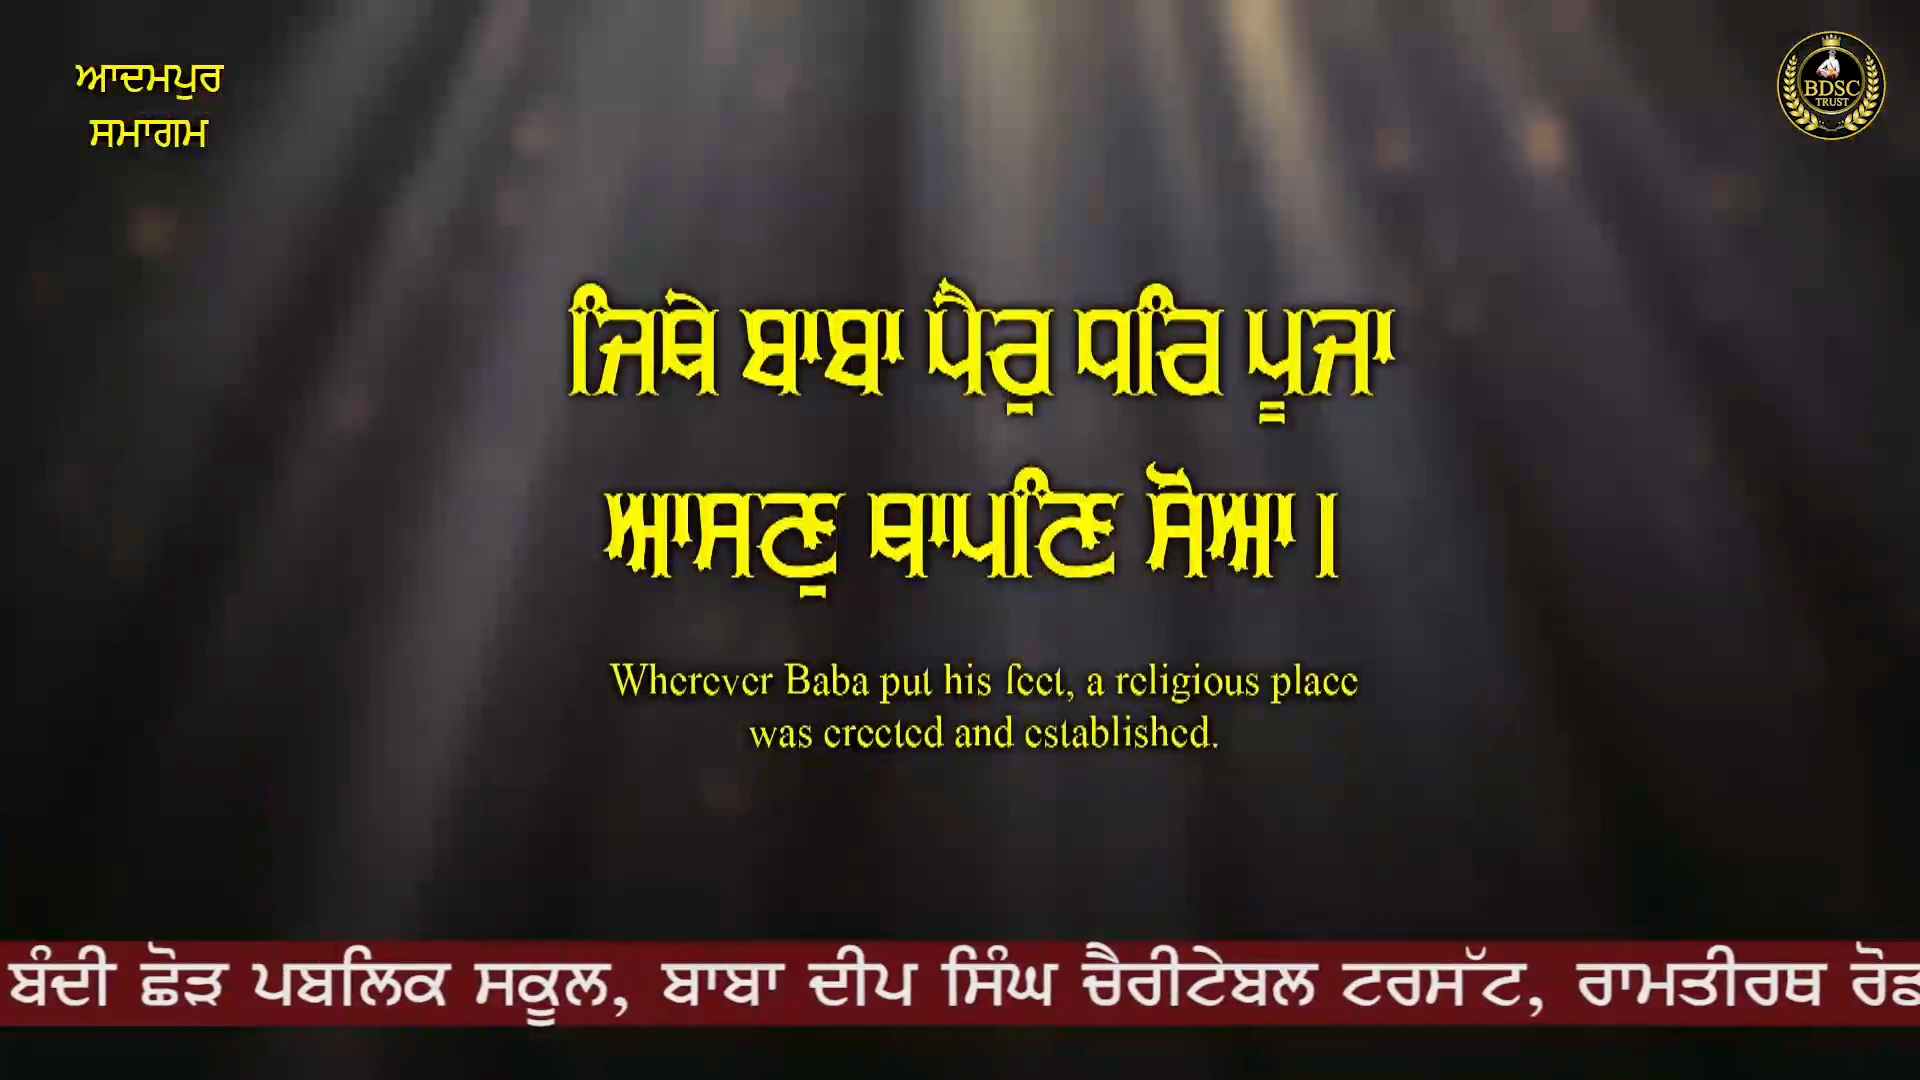 ਆਦਮਪੁਰ
ਸਮਾਗਮ
BDSC
TRUST
ਜਿਥੇ ਬਾਬਾ ਪੈਰੁ ਧਰਿ ਪੂਜਾ
ਆਸਣੁ ਥਾਪਣਿ ਸੋਆ।
Wherever Baba put his feet, a religious place
was erected and established.
ਬੰਦੀ ਛੋੜ ਪਬਲਿਕ ਸਕੂਲ, ਬਾਬਾ ਦੀਪ ਸਿੰਘ ਚੈਰੀਟੇਬਲ ਟਰਸੱਟ, ਰਾਮਤੀਰਥ ਰੋਡ